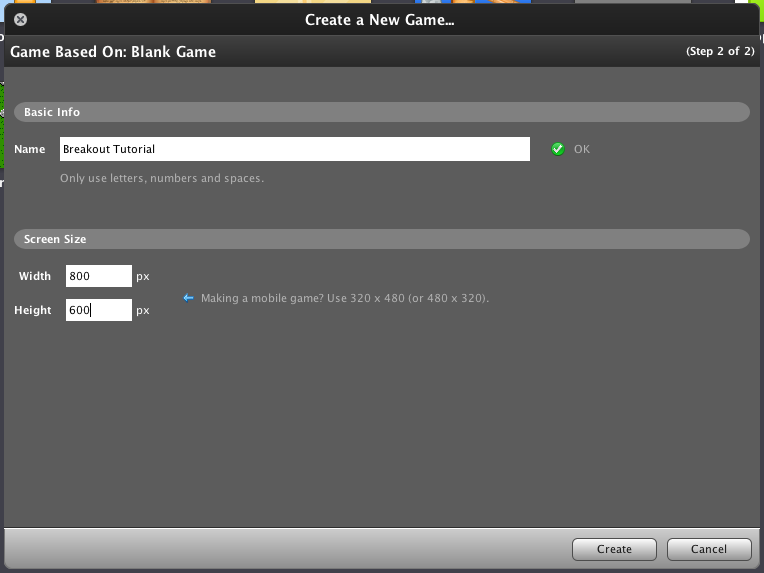 Create a New Game...
Game Based On: Blank Game
(Step 2 of 2)
Basic Info
Name
Breakout Tutorial
OK
Only use letters, numbers and spaces.
Screen Size
Width
800
px
Making a mobile game? Use 320 x 480 (or 480 x 320).
Height
600
px
Create
Cancel